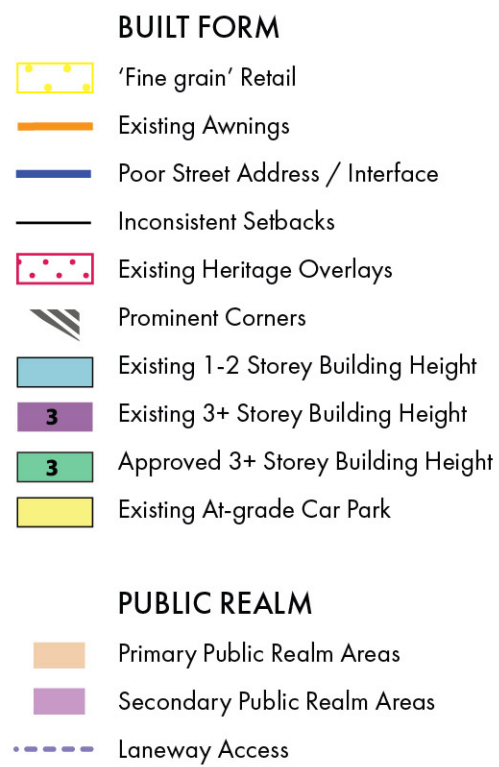 BUILT FORM
‘Fine grain’ Retail
Existing Awnings
Poor Street Address / Interface
Inconsistent Setbacks
Existing Heritage Overlays
Prominent Corners
Existing 1-2 Storey Building Height
3 Existing 3+ Storey Building Height
3 Approved 3+ Storey Building Height
Existing At-grade Car Park
PUBLIC REALM
Primary Public Realm Areas
Secondary Public Realm Areas
Laneway Access